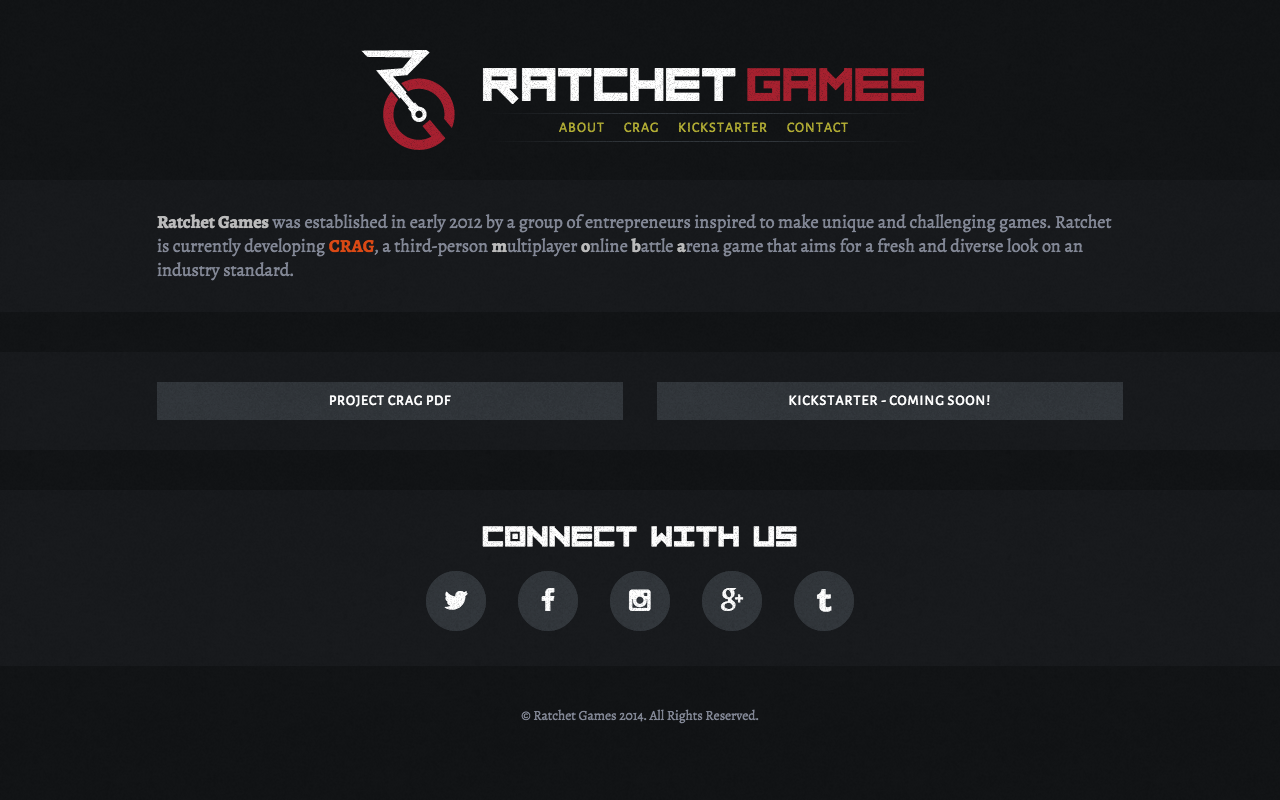 RATCHET GAMES
ABOUT CRAG KICKSTARTER CONTACT
Ratchet Games was established in early 2012 by a group of entrepreneurs inspired to make unique and challenging games. Ratchet
is currently developing CRAG, a third-person multiplayer online battle arena game that aims for a fresh and diverse look on an
industry standard.
PROJECT CRAG PDF
KICKSTARTER - COMING SOON!
CONNECT WITH US
© Ratchet Games 2014. All Rights Reserved.